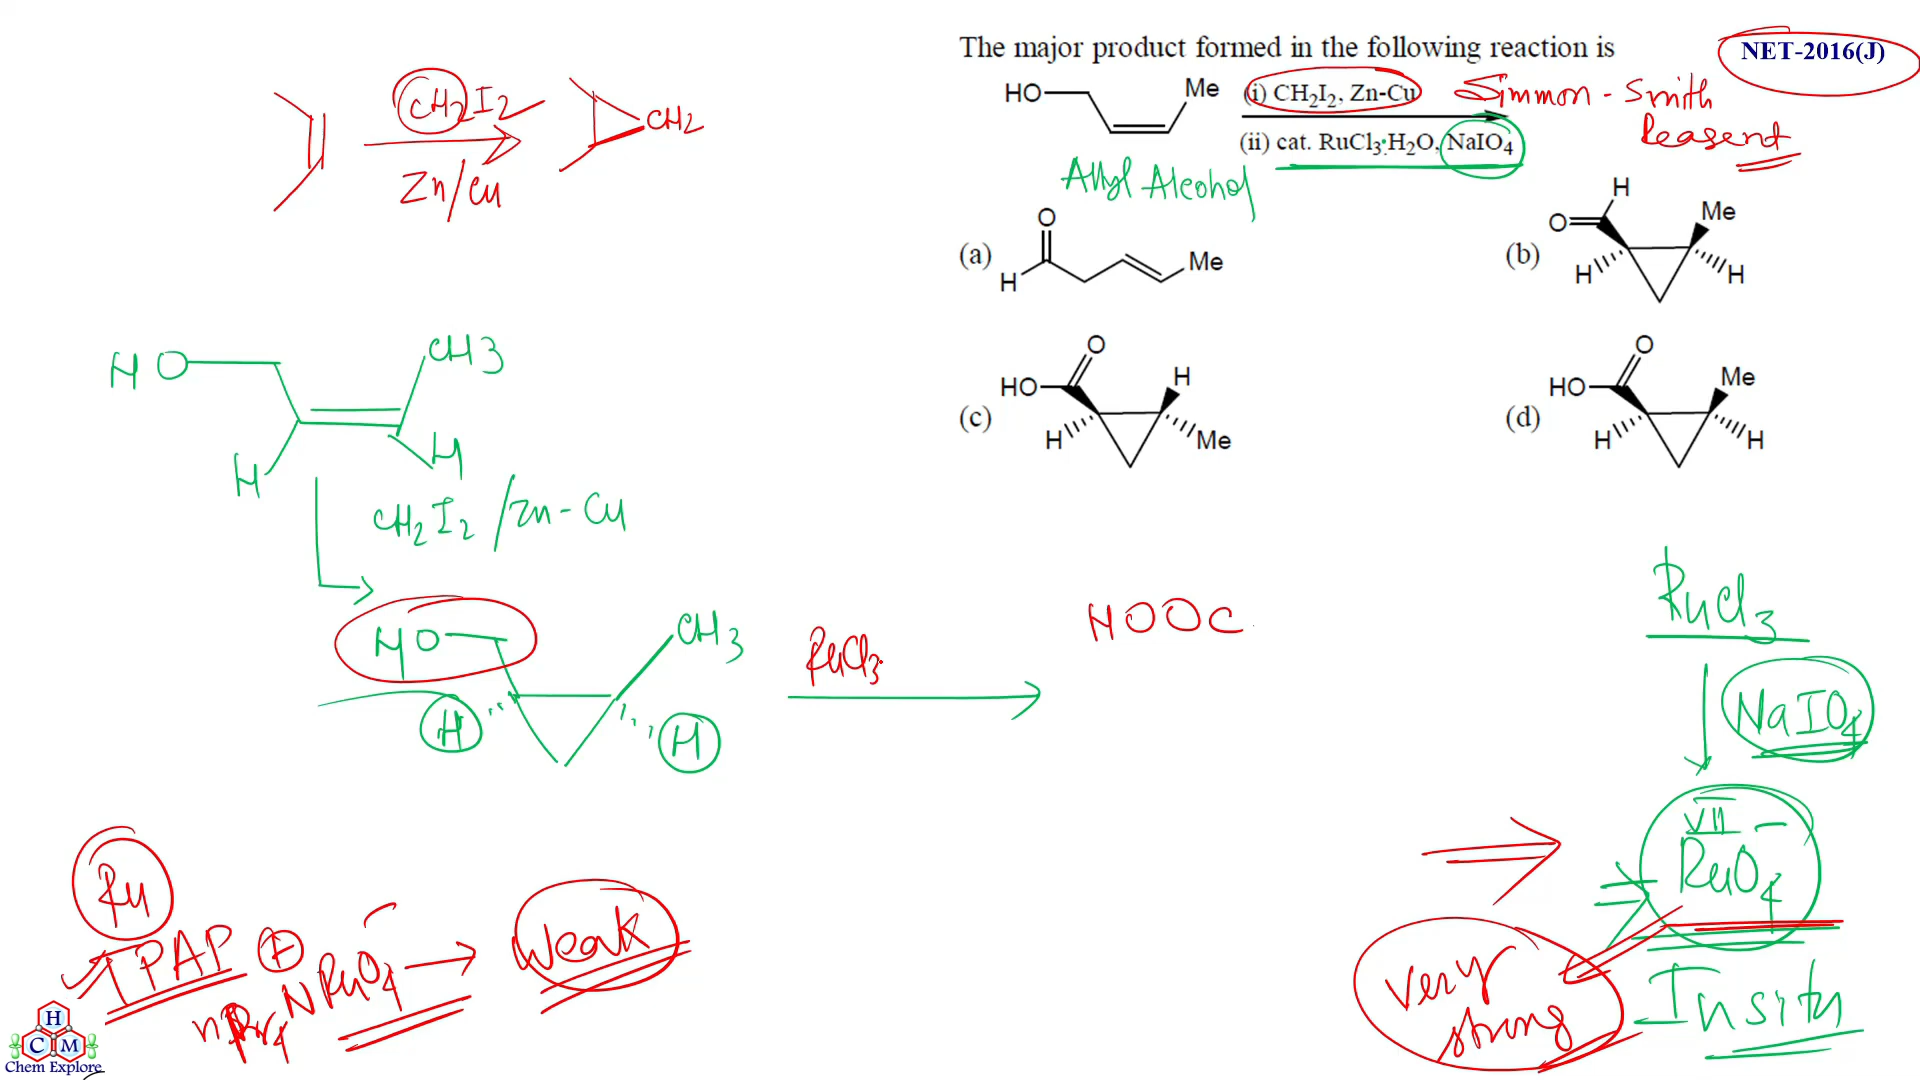 The major product formed in the following reaction is
NET-2016(J)
HO
Me
(i) CH2I2, Zn-Cu
(ii) cat. RuCl3·H2O, NaIO4
Simmon-Smith
Reagent
Allyl Alcohol
CH2I2
Zn/Cu
CH2
(a)
O
H
Me
(b)
H
O
Me
H
H
(c)
O
HO
H
H
Me
(d)
O
HO
Me
H
H
HO
CH3
H
H
CH2I2/Zn-Cu
HO
CH3
H
H
RuCl3
HOOC
RuCl3
NaIO4
VII -
RuO4
Insitu
Very
strong
Ru
TPAP
nPr4N RuO4
weak
H
C M
Chem Explore